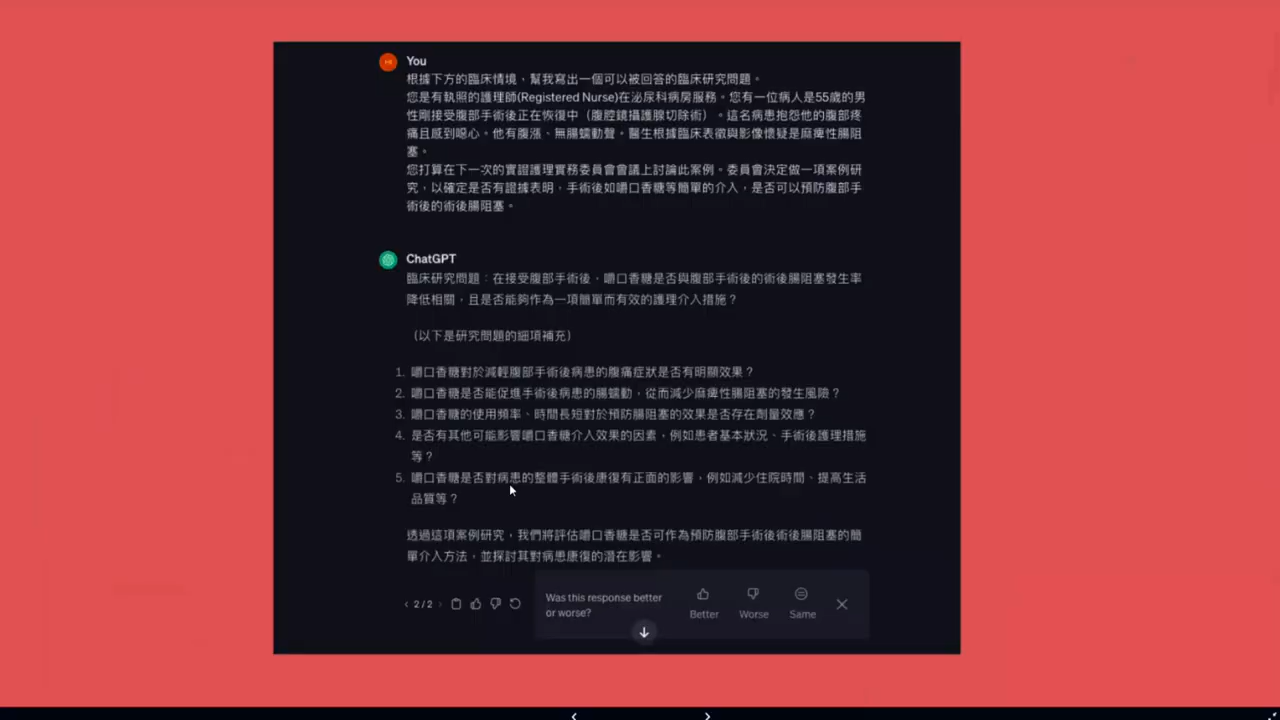 You
根據下方的臨床情境，幫我寫出一個可以被回答的臨床研究問題。
您是有執照的護理師(Registered Nurse)在泌尿科病房服務。您有一位病人是55歲的男
性剛接受腹部手術後正在恢復中（腹腔鏡攝護腺切除術）。這名病患抱怨他的腹部疼
痛且感到噁心。他有腹漲、無腸蠕動聲。醫生根據臨床表徵與影像懷疑是麻痺性腸阻
塞。
您打算在下一次的實證護理實務委員會會議上討論此案例。委員會決定做一項案例研
究，以確定是否有證據表明，手術後如嚼口香糖等簡單的介入，是否可以預防腹部手
術後的術後腸阻塞。
ChatGPT
臨床研究問題：在接受腹部手術後，嚼口香糖是否與腹部手術後的術後腸阻塞發生率
降低相關，且是否能夠作為一項簡單而有效的護理介入措施？
（以下是研究問題的細項補充）
1. 嚼口香糖對於減輕腹部手術後病患的腹痛症狀是否有明顯效果？
2. 嚼口香糖是否能促進手術後病患的腸蠕動，從而減少麻痺性腸阻塞的發生風險？
3. 嚼口香糖的使用頻率、時間長短對於預防腸阻塞的效果是否存在劑量效應？
4. 是否有其他可能影響嚼口香糖介入效果的因素，例如患者基本狀況、手術後護理措施
等？
5. 嚼口香糖是否對病患的整體手術後康復有正面的影響，例如減少住院時間、提高生活
品質等？
透過這項案例研究，我們將評估嚼口香糖是否可作為預防腹部手術後術後腸阻塞的簡
單介入方法，並探討其對病患康復的潛在影響。
2/2
Was this response better
or worse?
Better
Worse
Same